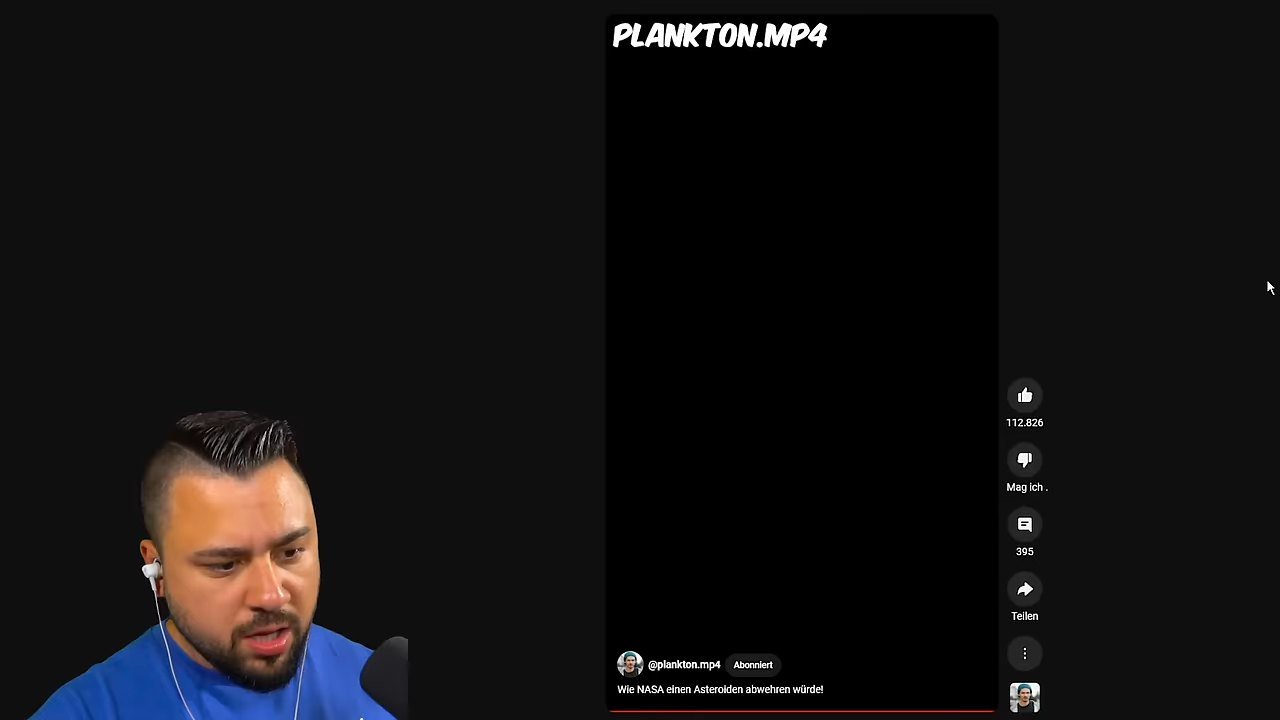 PLANKTON.MP4
112.826
Mag ich .
395
Teilen
@plankton.mp4 Abonniert
Wie NASA einen Asteroiden abwehren würde!